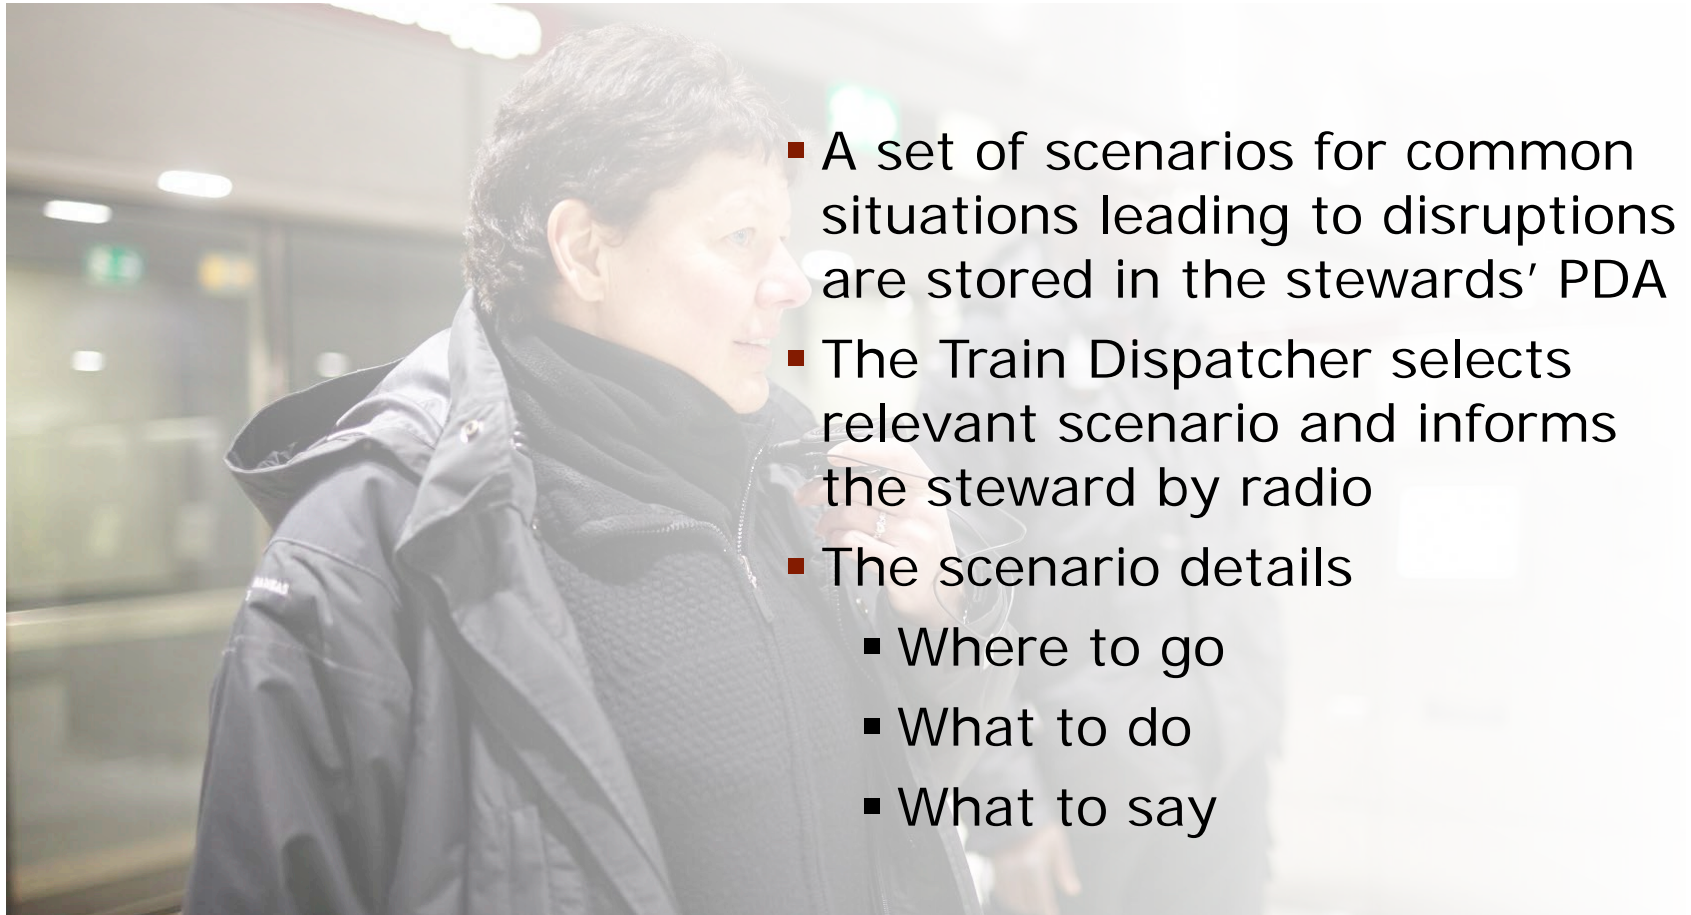 ▪ A set of scenarios for common
situations leading to disruptions
are stored in the stewards’ PDA
▪ The Train Dispatcher selects
relevant scenario and informs
the steward by radio
▪ The scenario details
▪ Where to go
▪ What to do
▪ What to say